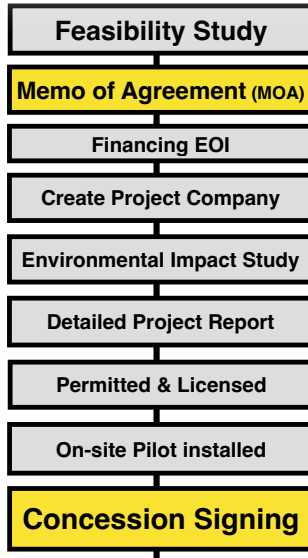 Feasibility Study
Memo of Agreement (MOA)
Financing EOI
Create Project Company
Environmental Impact Study
Detailed Project Report
Permitted & Licensed
On-site Pilot installed
Concession Signing